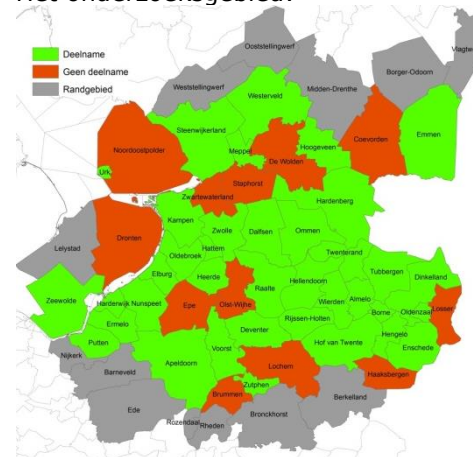 Het onderzoeksgebied:
Deelname
Geen deelname
Randgebied
Ooststellingwerf
Vlagtw
Weststellingwerf
Midden-Drenthe
Borger-Odoorn
Westerveld
Steenwijkerland
Noordoostpolder
Meppel
De Wolden
Hoogeveen
Coevorden
Emmen
Urk
Staphorst
Zwartewaterland
Hardenberg
Kampen
Zwolle
Dalfsen
Ommen
Lelystad
Dronten
Oldebroek
Hattem
Twenterand
Elburg
Heerde
Tubbergen
Dinkelland
Zeewolde
Harderwijk
Nunspeet
Epe
Olst-Wijhe
Raalte
Hellendoorn
Wierden
Almelo
Borne
Oldenzaal
Losser
Ermelo
Rijssen-Holten
Hengelo
Putten
Deventer
Hof van Twente
Enschede
Nijkerk
Apeldoorn
Voorst
Lochem
Haaksbergen
Barneveld
Zutphen
Brummen
Berkelland
Ede
Rozendaal
Rheden
Bronckhorst